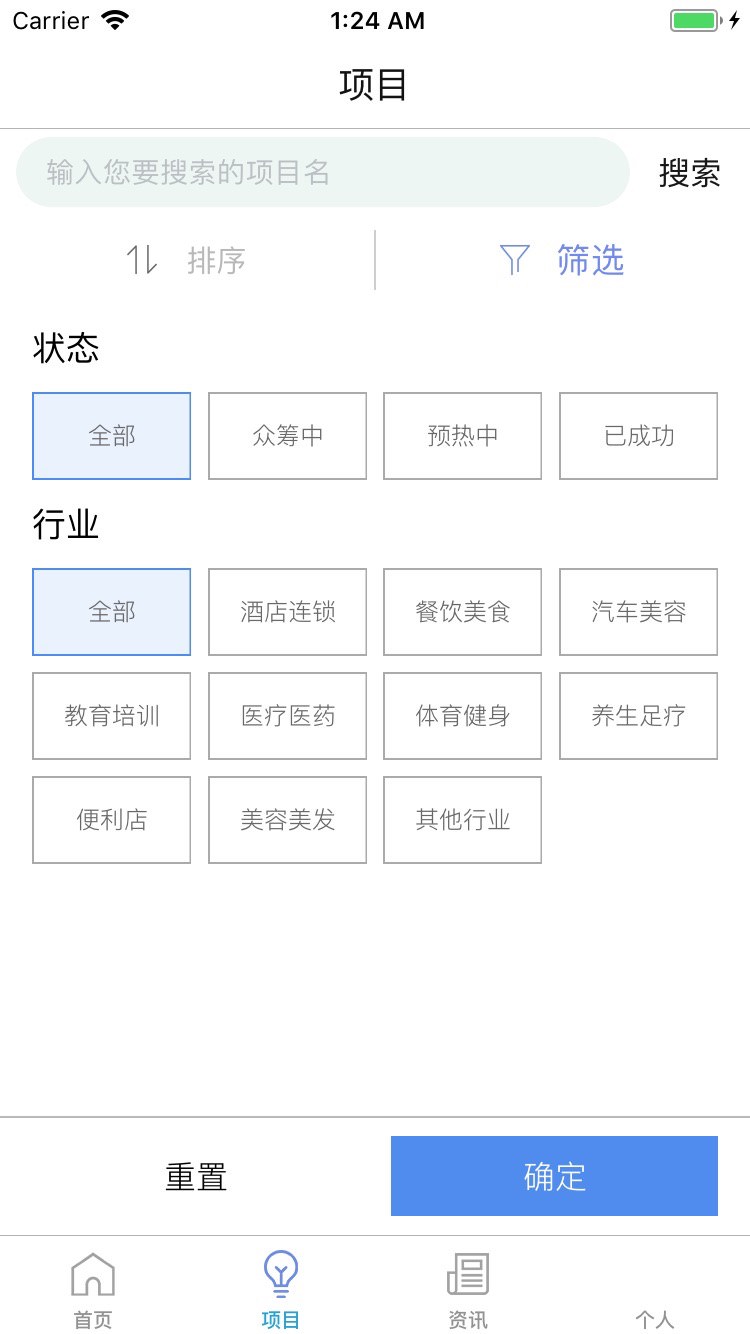 Carrier 1:24 AM
项目
输入您要搜索的项目名 搜索
排序 筛选
状态
全部 众筹中 预热中 已成功
行业
全部 酒店连锁 餐饮美食 汽车美容
教育培训 医疗医药 体育健身 养生足疗
便利店 美容美发 其他行业
重置 确定
首页 项目 资讯 个人